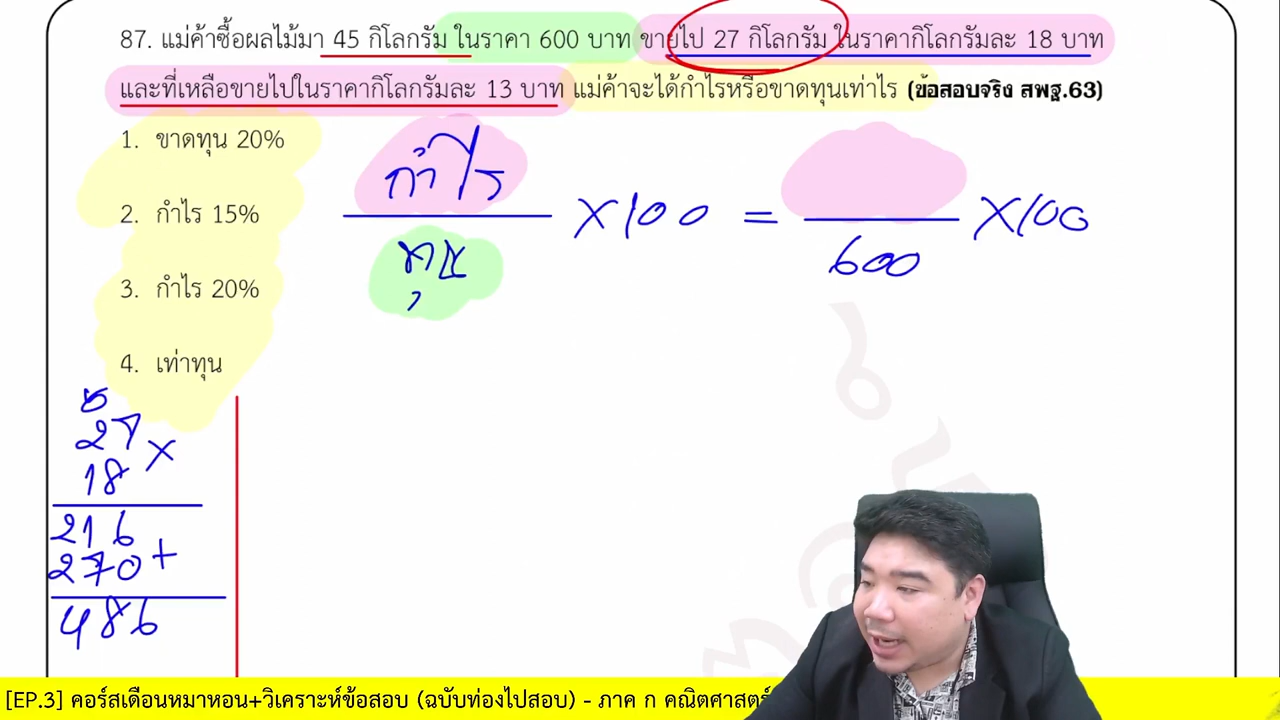 87. แม่ค้าซื้อผลไม้มา 45 กิโลกรัม ในราคา 600 บาท ขายไป 27 กิโลกรัม ในราคากิโลกรัมละ 18 บาท
และที่เหลือขายไปในราคากิโลกรัมละ 13 บาท แม่ค้าจะได้กำไรหรือขาดทุนเท่าไร (ข้อสอบจริง สพฐ.63)
1. ขาดทุน 20%
2. กำไร 15%
3. กำไร 20%
4. เท่าทุน
กำไร
ทุน
X 100 =
600
X100
5
27
18 X
216
270 +
486
[EP.3] คอร์สเดือนหมาหอน+วิเคราะห์ข้อสอบ (ฉบับท่องไปสอบ) - ภาค ก คณิตศาสตร์